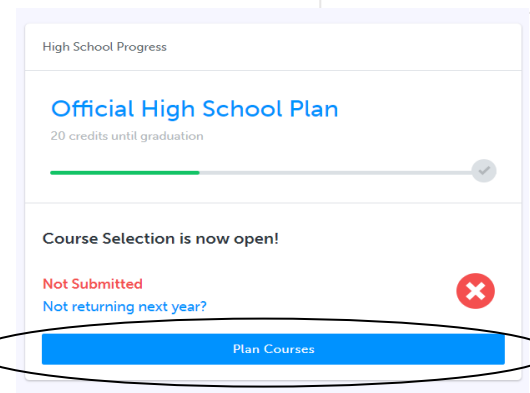 High School Progress
Official High School Plan
20 credits until graduation
Course Selection is now open!
Not Submitted
Not returning next year?
Plan Courses